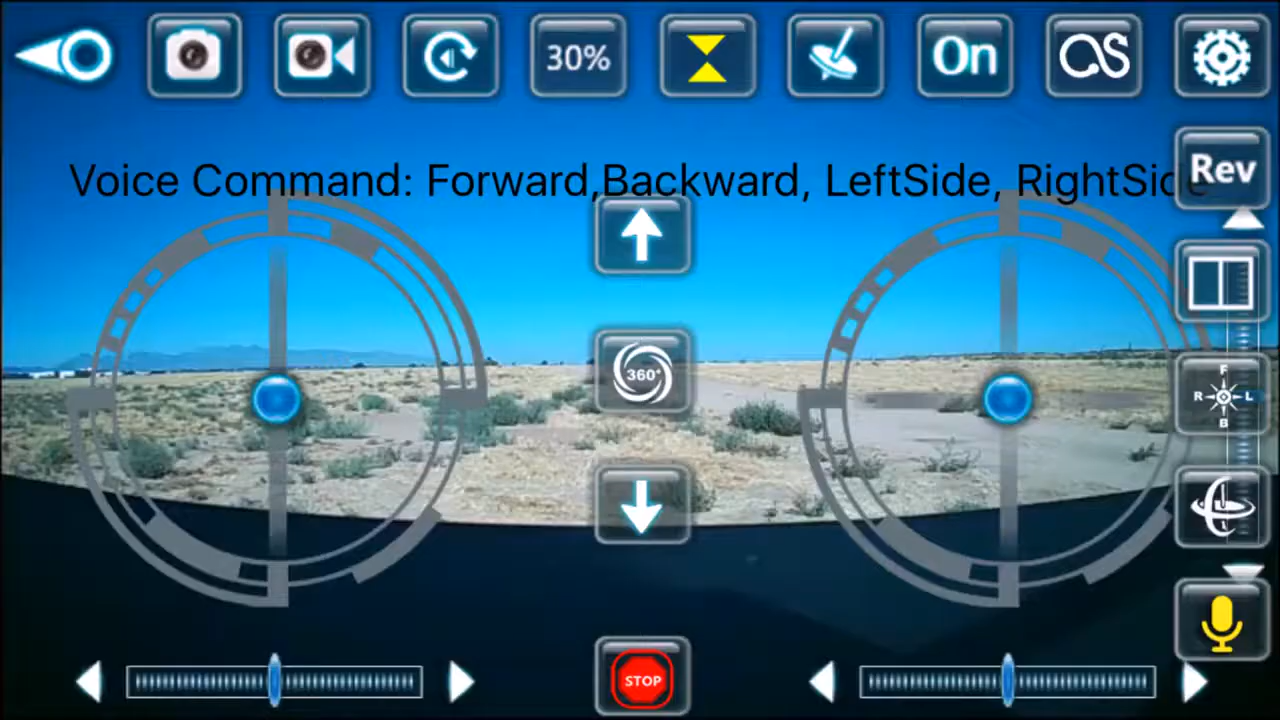 30%
On
Rev
Voice Command: Forward,Backward, LeftSide, RightSide
360°
F
R L
B
STOP